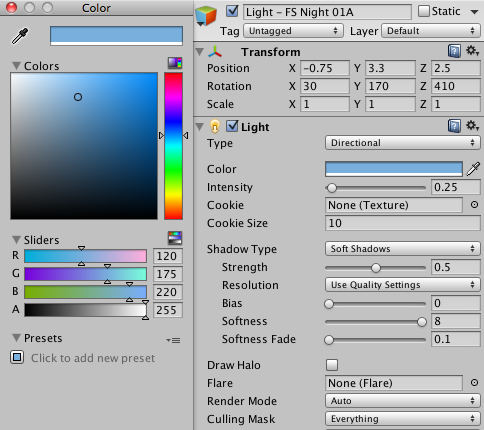 Color
Colors
Sliders
R 120
G 175
B 220
A 255
Presets
Click to add new preset
Light - FS Night 01A Static
Tag Untagged Layer Default
Transform
Position X -0.75 Y 3.3 Z 2.5
Rotation X 30 Y 170 Z 410
Scale X 1 Y 1 Z 1
Light
Type Directional
Color
Intensity 0.25
Cookie None (Texture)
Cookie Size 10
Shadow Type Soft Shadows
Strength 0.5
Resolution Use Quality Settings
Bias 0
Softness 8
Softness Fade 0.1
Draw Halo
Flare None (Flare)
Render Mode Auto
Culling Mask Everything